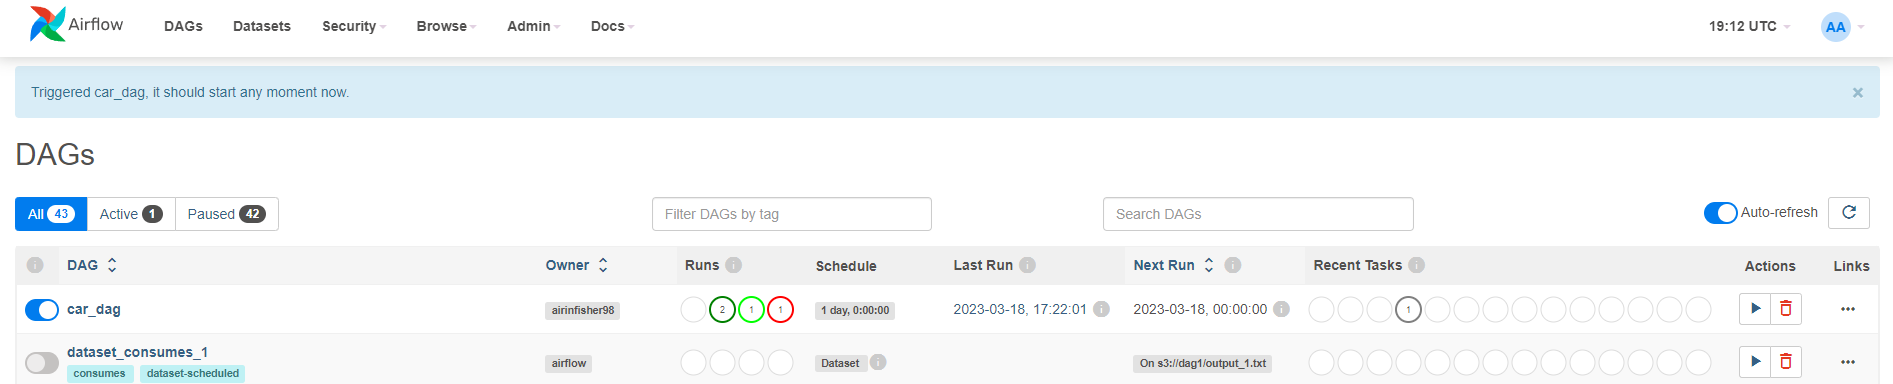 Airflow DAGs Datasets Security Browse Admin Docs 19:12 UTC AA
Triggered car_dag, it should start any moment now. ×
DAGs
All 43 Active 1 Paused 42 Filter DAGs by tag Search DAGs Auto-refresh
i DAG Owner Runs i Schedule Last Run i Next Run i Recent Tasks i Actions Links
car_dag airinfisher98 2 1 1 1 day, 0:00:00 2023-03-18, 17:22:01 i 2023-03-18, 00:00:00 i 1 ...
dataset_consumes_1 airflow Dataset i On s3://dag1/output_1.txt ...
consumes dataset-scheduled